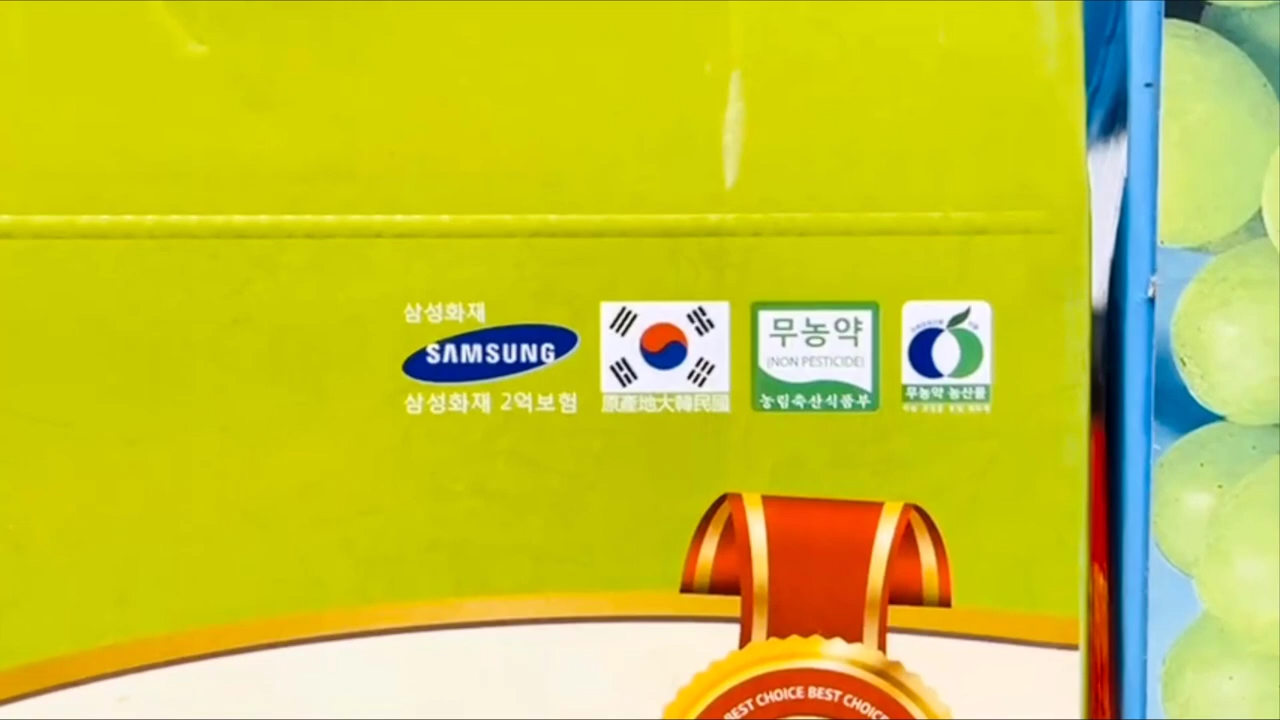 삼성화재
SAMSUNG
삼성화재 2억보험
原産地大韓民國
무농약
(NON PESTICIDE)
농림축산식품부
무농약 농산물
BEST CHOICE BEST CHOICE